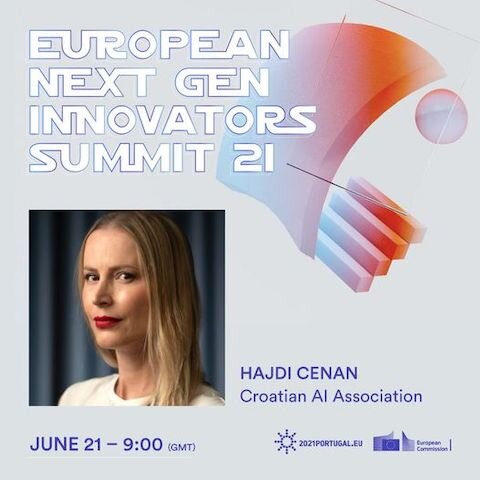 EUROPEAN
NEXT GEN
INNOVATORS
SUMMIT 21
HAJDI CENAN
Croatian AI Association
JUNE 21 – 9:00 (GMT)
2021PORTUGAL.EU
European
Commission